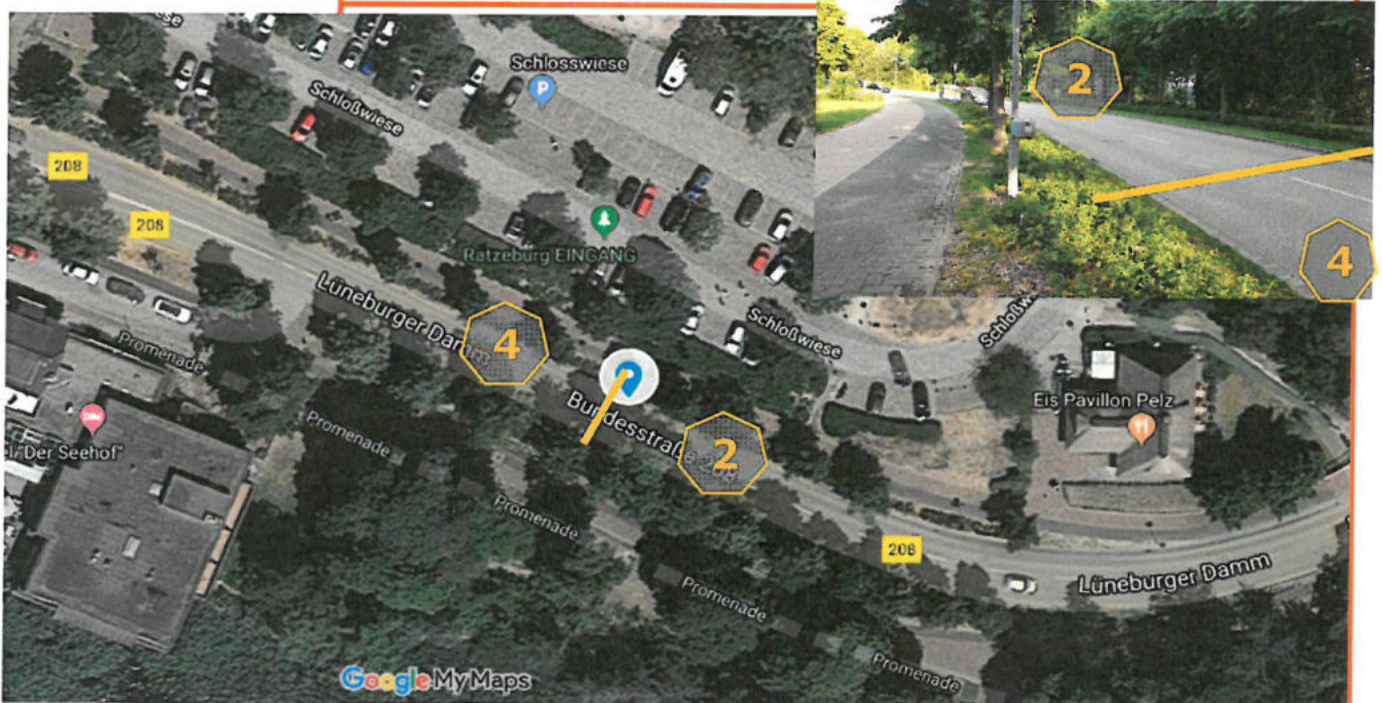 Schlosswiese
P
Schloßwiese
2
208
4
208
Ratzeburg EINGANG
Lüneburger Damm
4
Schloßwiese
Promenade
Eis Pavillon Pelz
Bundesstraße
2
"Der Seehof"
Promenade
Promenade
208
Lüneburger Damm
Promenade
Promenade
Google My Maps